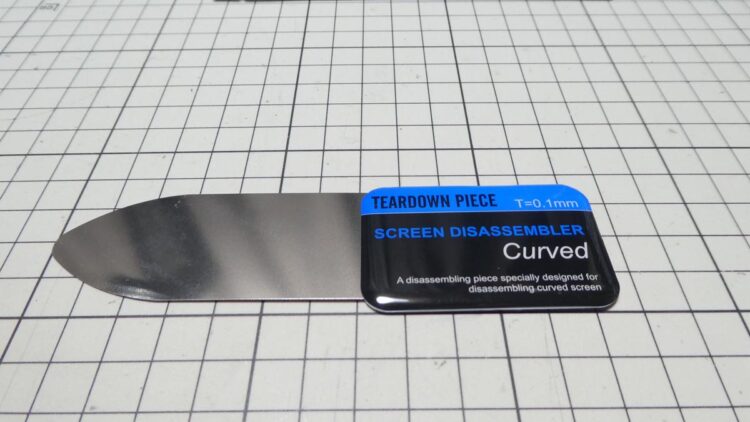 TEARDOWN PIECE T=0.1mm
SCREEN DISASSEMBLER
Curved
A disassembling piece specially designed for
disassembling curved screen